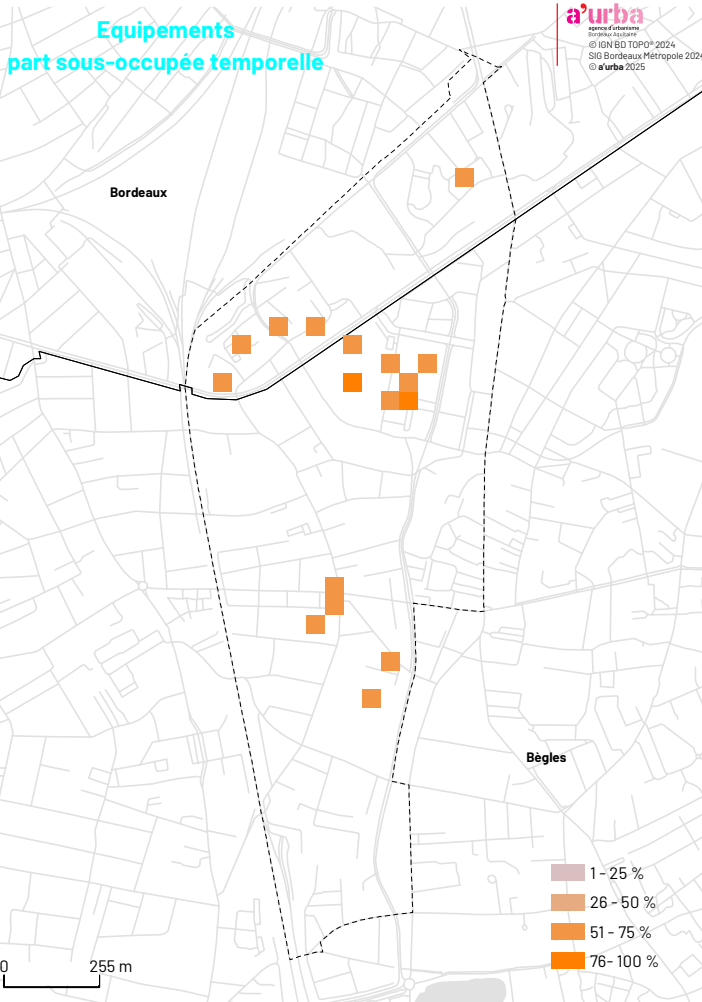 Equipements
part sous-occupée temporelle
a'urba
agence d'urbanisme
Bordeaux Aquitaine
© IGN BD TOPO® 2024
SIG Bordeaux Métropole 2024
© a'urba 2025
Bordeaux
Bègles
1 - 25 %
26 - 50 %
51 - 75 %
76- 100 %
0 255 m